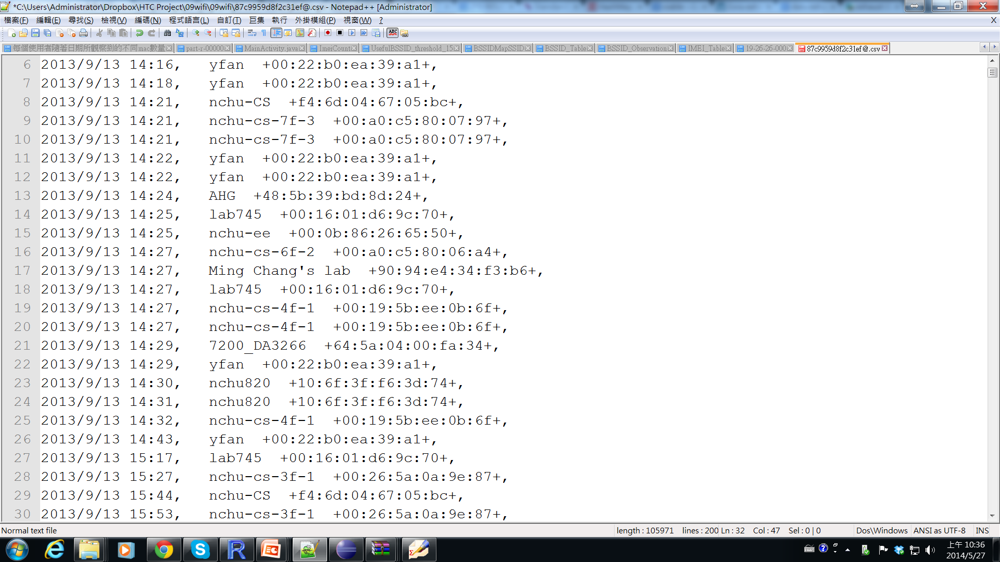 *C:\Users\Administrator\Dropbox\HTC Project\09wifi\09wifi\87c9959d8f2c31ef@.csv - Notepad++ [Administrator]
檔案(F) 編輯(E) 尋找(S) 檢視(V) 編碼(N) 程式語言(L) 自訂(T) 巨集 執行 外掛模組(P) 視窗(W) ? X
每個使用者隨著日期所觀察到的不同mac數量 part-r-00000 MainActivity.java ImeiCount UsefulBSSID_threshold_15 BSSIDMapSSID BSSID_Table BSSID_Observation IMEI_Table 19-26-26-000 87c9959d8f2c31ef@.csv
6 2013/9/13 14:16, yfan +00:22:b0:ea:39:a1+,
7 2013/9/13 14:18, yfan +00:22:b0:ea:39:a1+,
8 2013/9/13 14:21, nchu-CS +f4:6d:04:67:05:bc+,
9 2013/9/13 14:21, nchu-cs-7f-3 +00:a0:c5:80:07:97+,
10 2013/9/13 14:21, nchu-cs-7f-3 +00:a0:c5:80:07:97+,
11 2013/9/13 14:22, yfan +00:22:b0:ea:39:a1+,
12 2013/9/13 14:22, yfan +00:22:b0:ea:39:a1+,
13 2013/9/13 14:24, AHG +48:5b:39:bd:8d:24+,
14 2013/9/13 14:25, lab745 +00:16:01:d6:9c:70+,
15 2013/9/13 14:25, nchu-ee +00:0b:86:26:65:50+,
16 2013/9/13 14:27, nchu-cs-6f-2 +00:a0:c5:80:06:a4+,
17 2013/9/13 14:27, Ming Chang's lab +90:94:e4:34:f3:b6+,
18 2013/9/13 14:27, lab745 +00:16:01:d6:9c:70+,
19 2013/9/13 14:27, nchu-cs-4f-1 +00:19:5b:ee:0b:6f+,
20 2013/9/13 14:27, nchu-cs-4f-1 +00:19:5b:ee:0b:6f+,
21 2013/9/13 14:29, 7200_DA3266 +64:5a:04:00:fa:34+,
22 2013/9/13 14:29, yfan +00:22:b0:ea:39:a1+,
23 2013/9/13 14:30, nchu820 +10:6f:3f:f6:3d:74+,
24 2013/9/13 14:31, nchu820 +10:6f:3f:f6:3d:74+,
25 2013/9/13 14:32, nchu-cs-4f-1 +00:19:5b:ee:0b:6f+,
26 2013/9/13 14:43, yfan +00:22:b0:ea:39:a1+,
27 2013/9/13 15:17, lab745 +00:16:01:d6:9c:70+,
28 2013/9/13 15:27, nchu-cs-3f-1 +00:26:5a:0a:9e:87+,
29 2013/9/13 15:44, nchu-CS +f4:6d:04:67:05:bc+,
30 2013/9/13 15:53, nchu-cs-3f-1 +00:26:5a:0a:9e:87+,
Normal text file length : 105971 lines : 200 Ln : 32 Col : 47 Sel : 0 | 0 Dos\Windows ANSI as UTF-8 INS
上午 10:36
2014/5/27